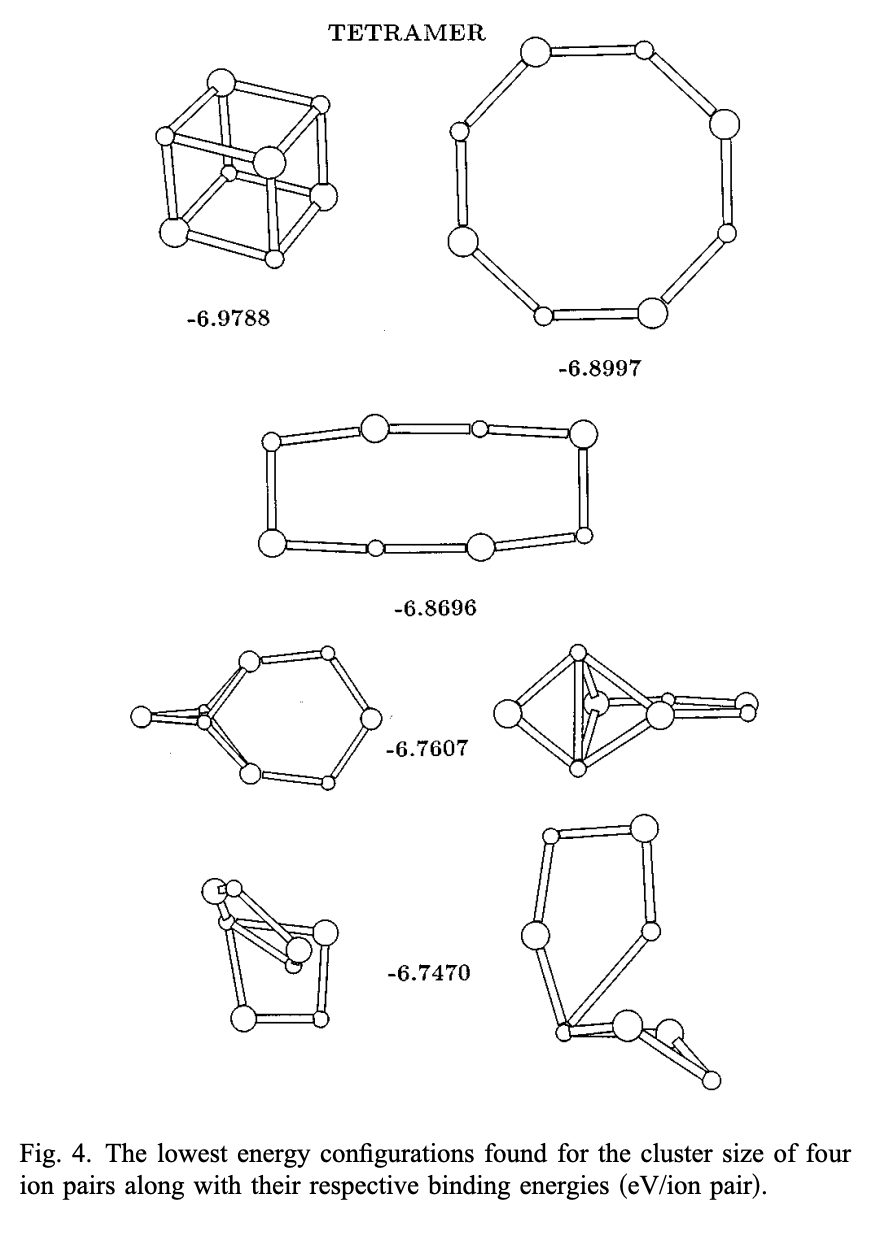 TETRAMER
-6.9788
-6.8997
-6.8696
-6.7607
-6.7470
Fig. 4. The lowest energy configurations found for the cluster size of four
ion pairs along with their respective binding energies (eV/ion pair).